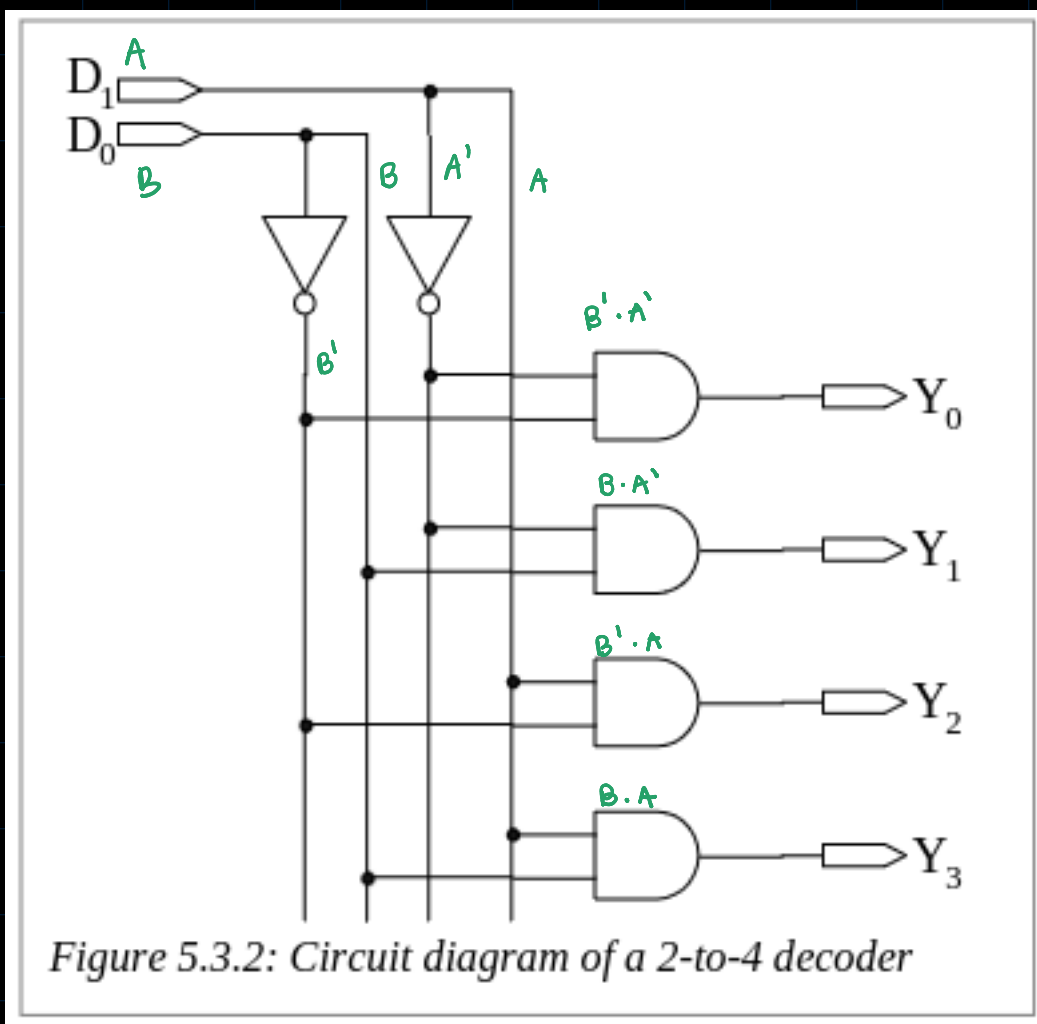 A
D₁
D₀
B
B A' A
B'
B'·A'
Y₀
B·A'
Y₁
B'·A
Y₂
B.A
Y₃
Figure 5.3.2: Circuit diagram of a 2-to-4 decoder